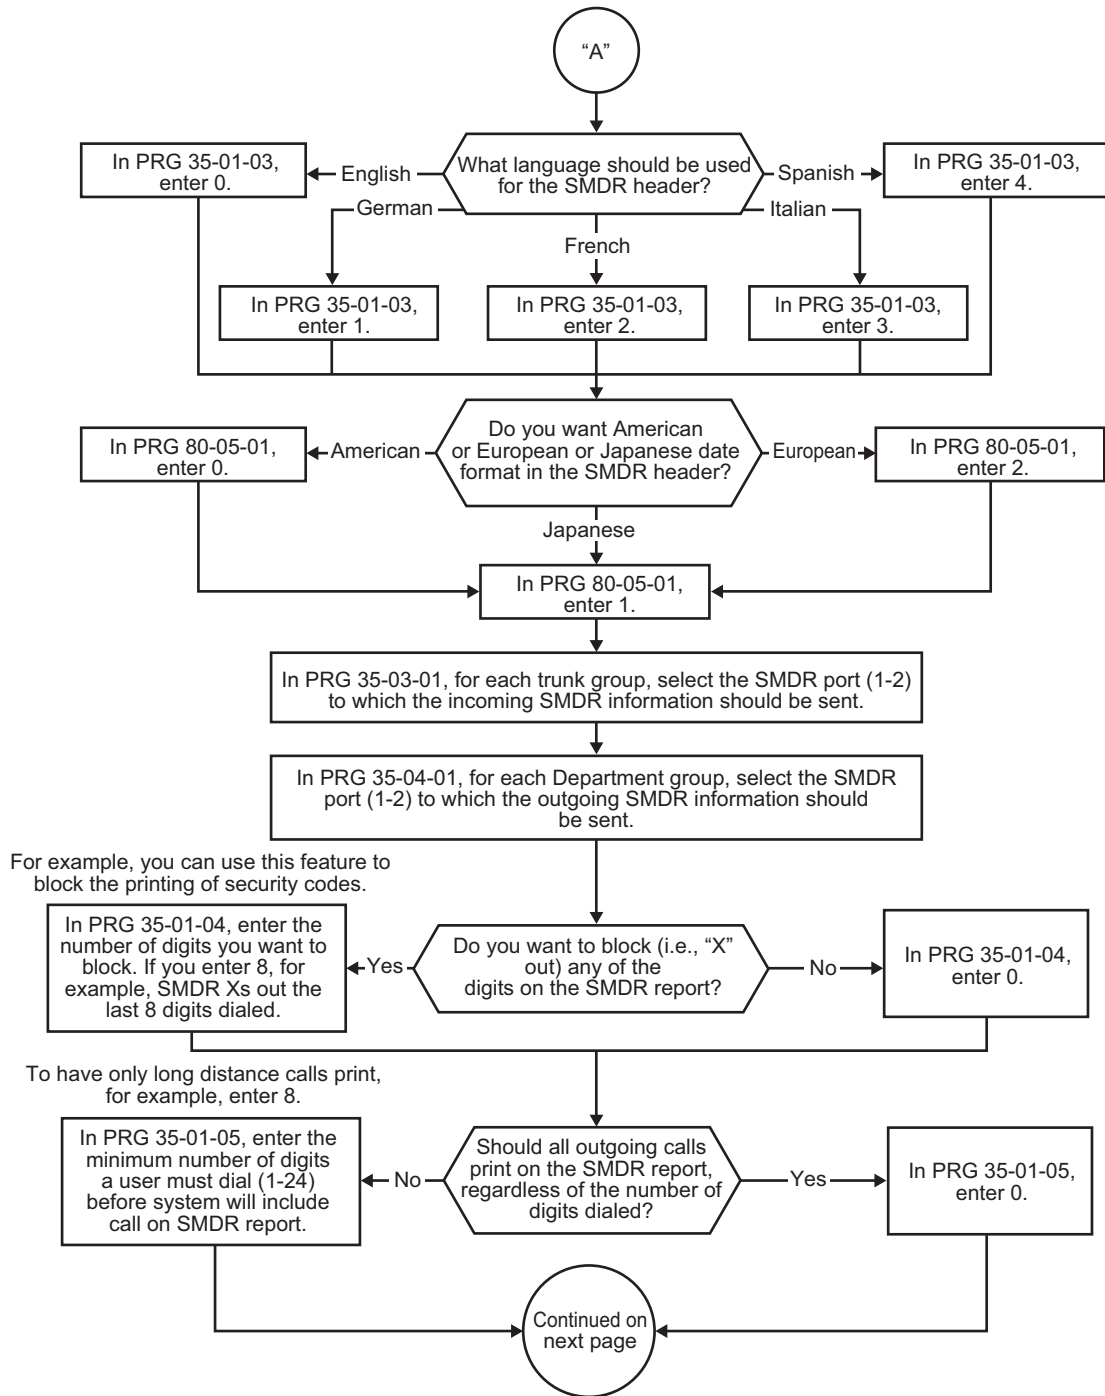 “A”
What language should be used
for the SMDR header?
English
In PRG 35-01-03,
enter 0.
Spanish
In PRG 35-01-03,
enter 4.
German
Italian
French
In PRG 35-01-03,
enter 1.
In PRG 35-01-03,
enter 2.
In PRG 35-01-03,
enter 3.
Do you want American
or European or Japanese date
format in the SMDR header?
American
In PRG 80-05-01,
enter 0.
European
In PRG 80-05-01,
enter 2.
Japanese
In PRG 80-05-01,
enter 1.
In PRG 35-03-01, for each trunk group, select the SMDR port (1-2)
to which the incoming SMDR information should be sent.
In PRG 35-04-01, for each Department group, select the SMDR
port (1-2) to which the outgoing SMDR information should
be sent.
For example, you can use this feature to
block the printing of security codes.
In PRG 35-01-04, enter the
number of digits you want to
block. If you enter 8, for
example, SMDR Xs out the
last 8 digits dialed.
Yes
Do you want to block (i.e., “X”
out) any of the
digits on the SMDR report?
No
In PRG 35-01-04,
enter 0.
To have only long distance calls print,
for example, enter 8.
In PRG 35-01-05, enter the
minimum number of digits
a user must dial (1-24)
before system will include
call on SMDR report.
No
Should all outgoing calls
print on the SMDR report,
regardless of the number of
digits dialed?
Yes
In PRG 35-01-05,
enter 0.
Continued on
next page